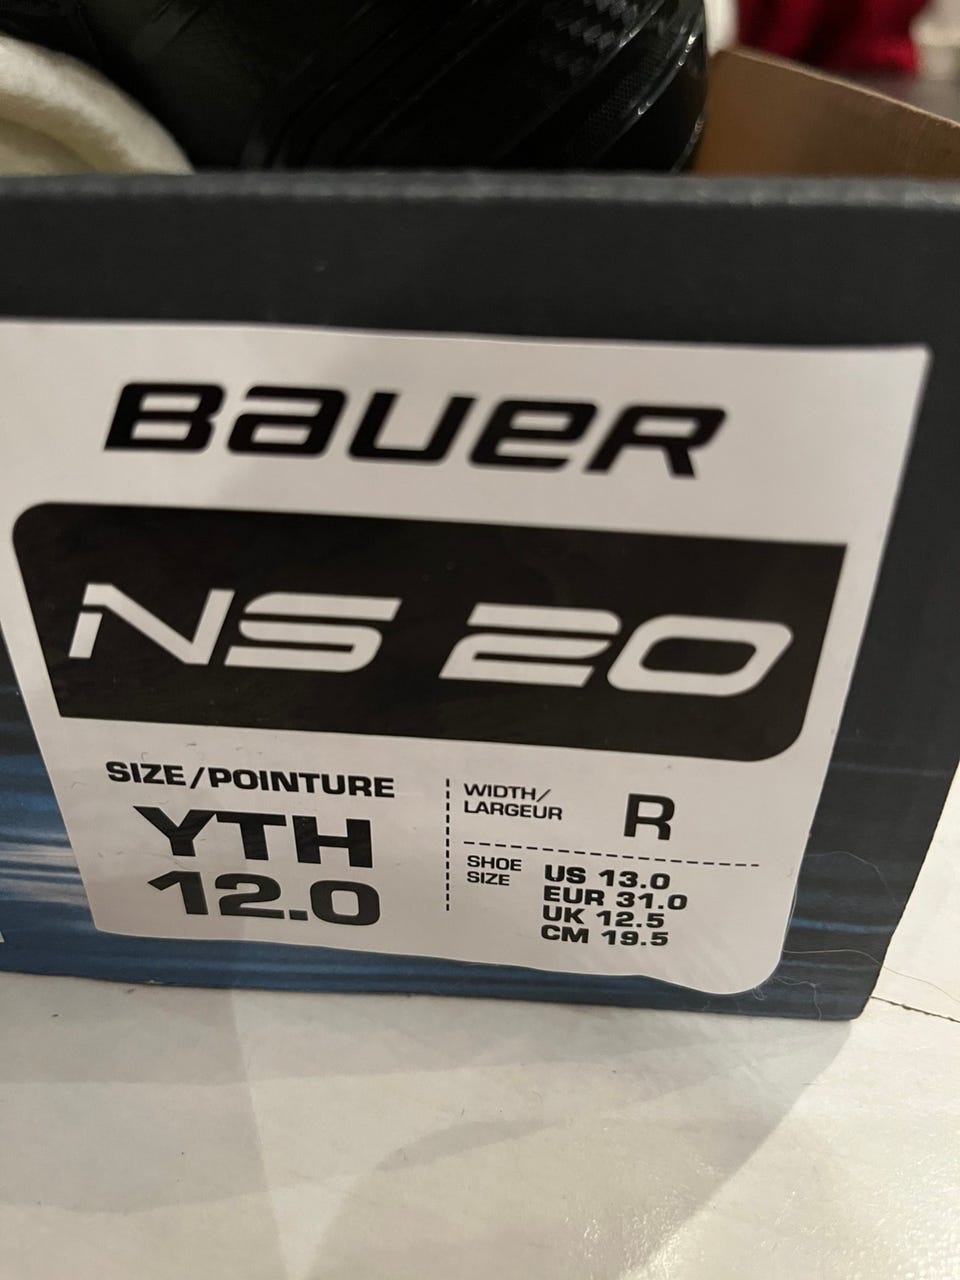 BAUER
NS 20
SIZE/POINTURE
YTH
12.0
WIDTH/
LARGEUR
R
SHOE
SIZE
US 13.0
EUR 31.0
UK 12.5
CM 19.5